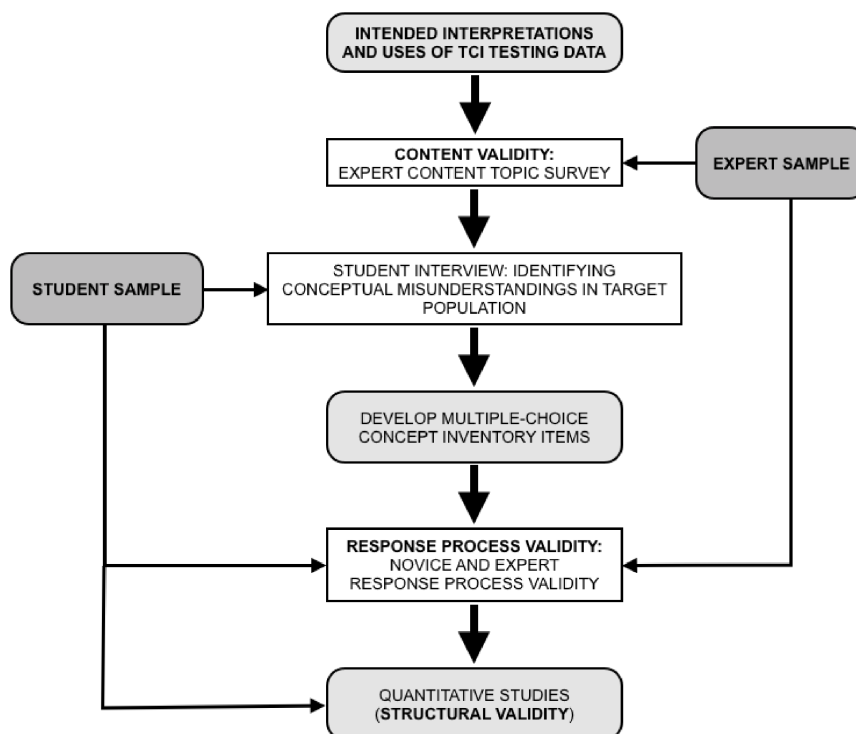 INTENDED INTERPRETATIONS
AND USES OF TCI TESTING DATA
CONTENT VALIDITY:
EXPERT CONTENT TOPIC SURVEY
EXPERT SAMPLE
STUDENT SAMPLE
STUDENT INTERVIEW: IDENTIFYING
CONCEPTUAL MISUNDERSTANDINGS IN TARGET
POPULATION
DEVELOP MULTIPLE-CHOICE
CONCEPT INVENTORY ITEMS
RESPONSE PROCESS VALIDITY:
NOVICE AND EXPERT
RESPONSE PROCESS VALIDITY
QUANTITATIVE STUDIES
(STRUCTURAL VALIDITY)